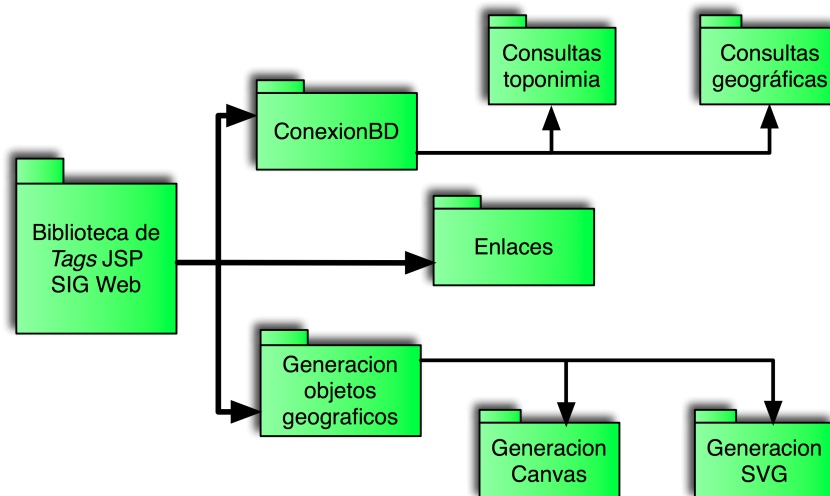 Consultas
toponimia
Consultas
geográficas
ConexionBD
Biblioteca de
Tags JSP
SIG Web
Enlaces
Generacion
objetos
geograficos
Generacion
Canvas
Generacion
SVG